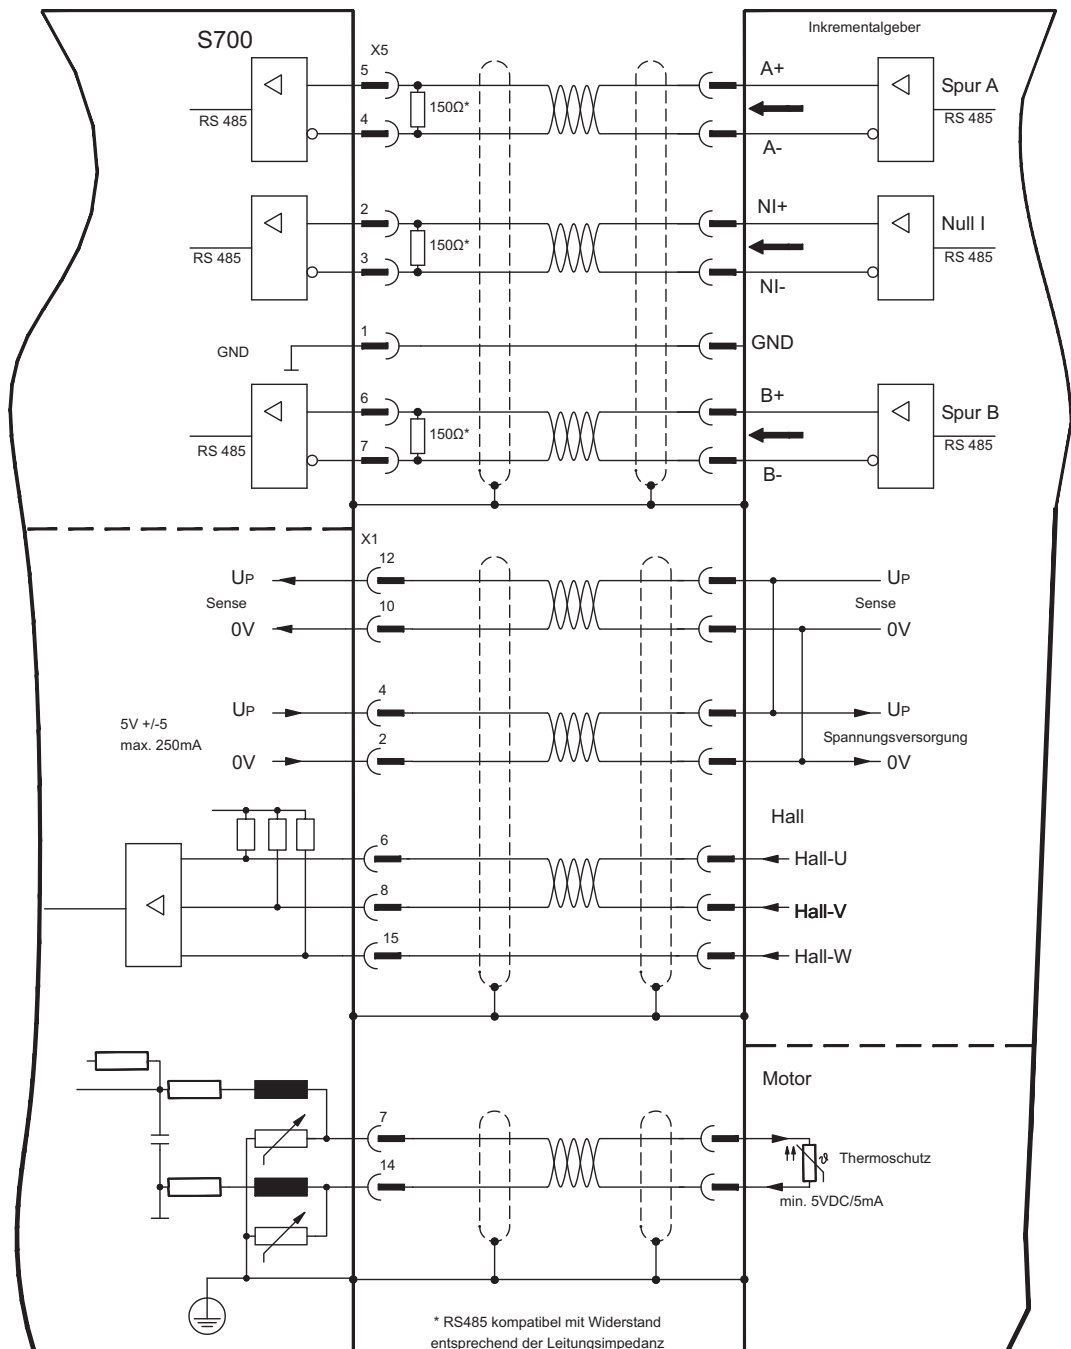 Inkrementalgeber
S700
X5
5
A+
Spur A
150Ω*
RS 485
RS 485
4
A-
2
NI+
Null I
150Ω*
RS 485
RS 485
3
NI-
1
GND
GND
6
B+
Spur B
150Ω*
RS 485
RS 485
7
B-
X1
12
UP
UP
Sense
10
Sense
0V
0V
4
UP
UP
5V +/-5
max. 250mA
2
Spannungsversorgung
0V
0V
Hall
6
Hall-U
8
Hall-V
15
Hall-W
Motor
7
ϑ
Thermoschutz
14
min. 5VDC/5mA
* RS485 kompatibel mit Widerstand
entsprechend der Leitungsimpedanz